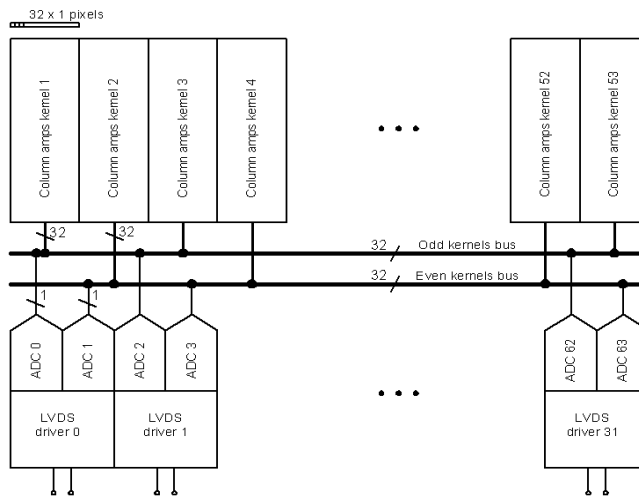 32 x 1 pixels
Column amps kernel 1
Column amps kernel 2
Column amps kernel 3
Column amps kernel 4
Column amps kernel 52
Column amps kernel 53
32
32
32
Odd kernels bus
32
Even kernels bus
1
1
ADC 0
ADC 1
ADC 2
ADC 3
ADC 62
ADC 63
LVDS
driver 0
LVDS
driver 1
LVDS
driver 31